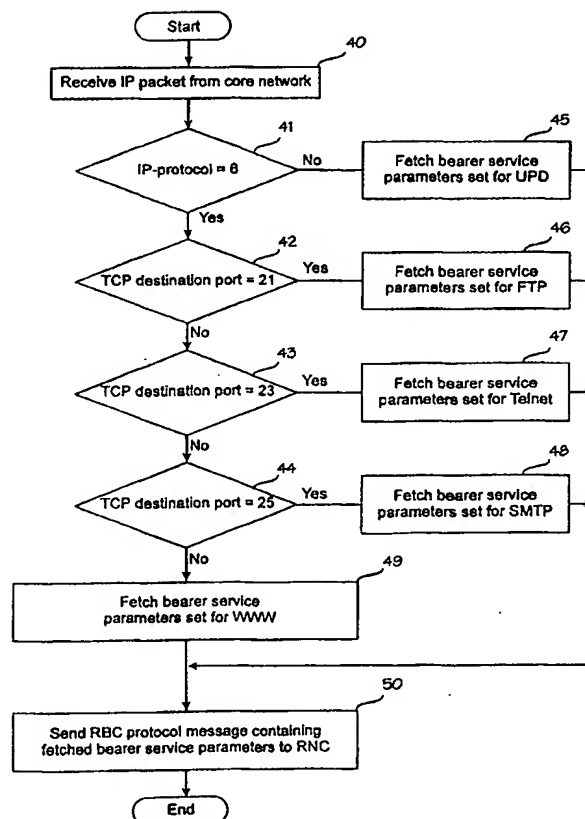 Start
40
Receive IP packet from core network
41
IP-protocol = 6
No
45
Fetch bearer service
parameters set for UPD
Yes
42
TCP destination port = 21
Yes
46
Fetch bearer service
parameters set for FTP
No
43
TCP destination port = 23
Yes
47
Fetch bearer service
parameters set for Telnet
No
44
TCP destination port = 25
Yes
48
Fetch bearer service
parameters set for SMTP
No
49
Fetch bearer service
parameters set for WWW
50
Send RBC protocol message containing
fetched bearer service parameters to RNC
End